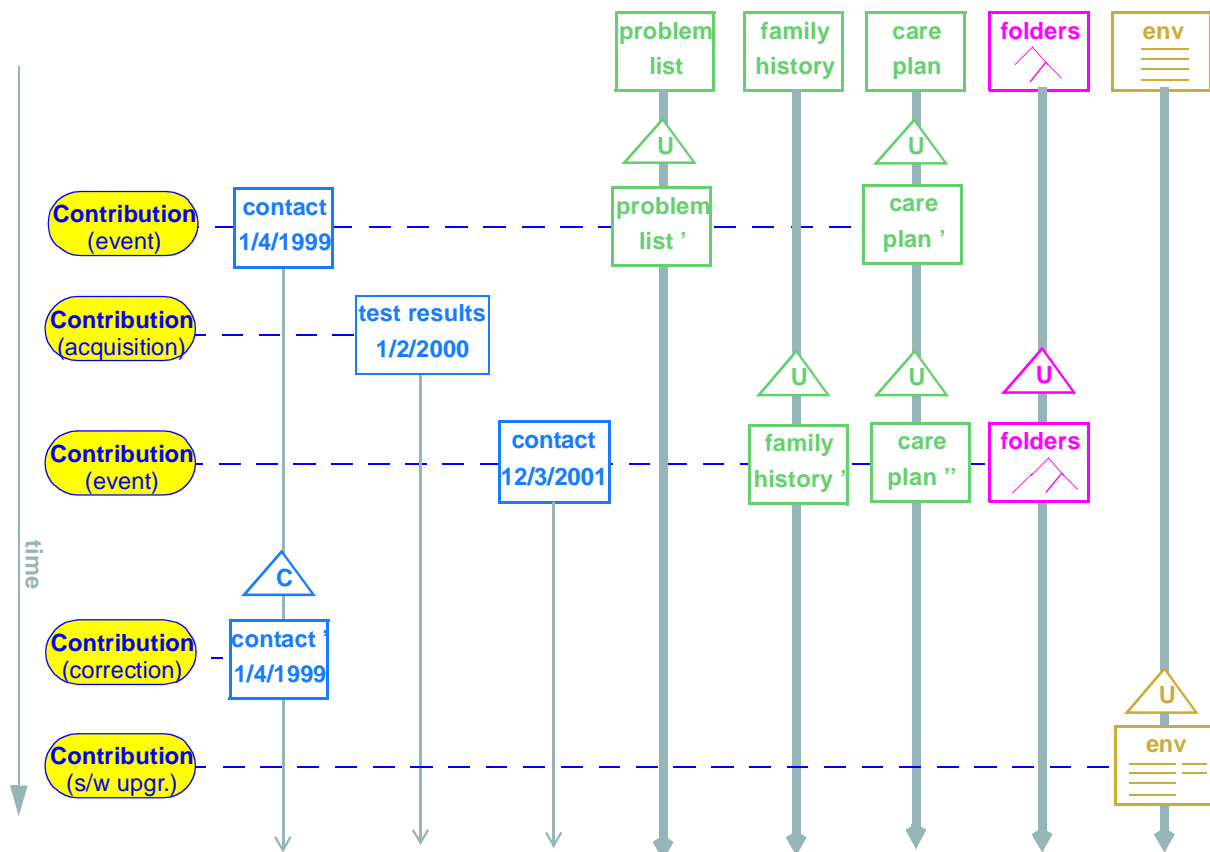 problem
list
family
history
care
plan
folders
env
U
U
Contribution
(event)
contact
1/4/1999
problem
list ’
care
plan ’
Contribution
(acquisition)
test results
1/2/2000
U
U
U
Contribution
(event)
contact
12/3/2001
family
history ’
care
plan ’’
folders
time
C
Contribution
(correction)
contact ’
1/4/1999
U
Contribution
(s/w upgr.)
env